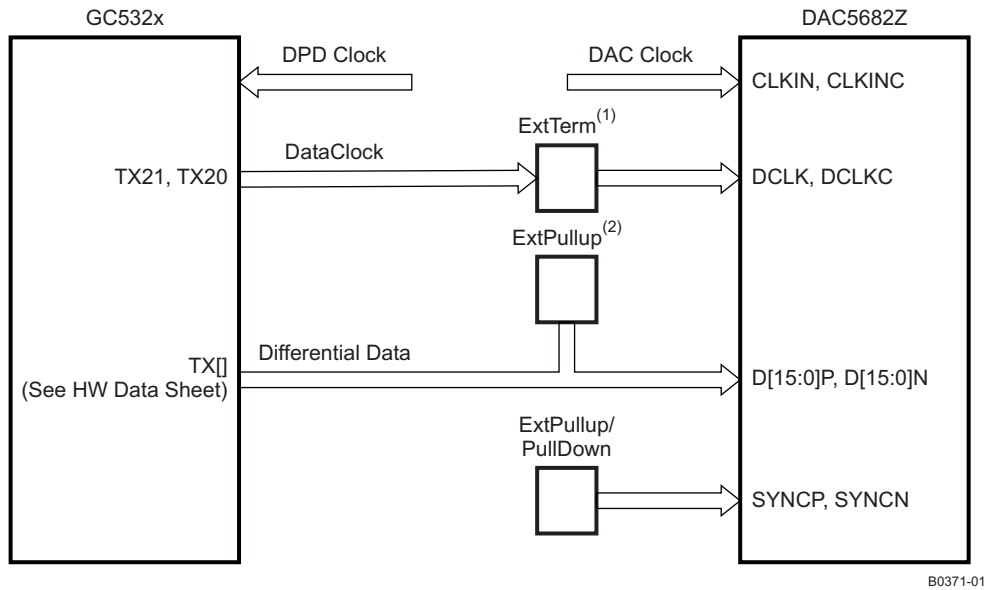 GC532x
DAC5682Z
DPD Clock
DAC Clock
CLKIN, CLKINC
ExtTerm(1)
DataClock
TX21, TX20
DCLK, DCLKC
ExtPullup(2)
Differential Data
TX[]
(See HW Data Sheet)
D[15:0]P, D[15:0]N
ExtPullup/
PullDown
SYNCP, SYNCN
B0371-01